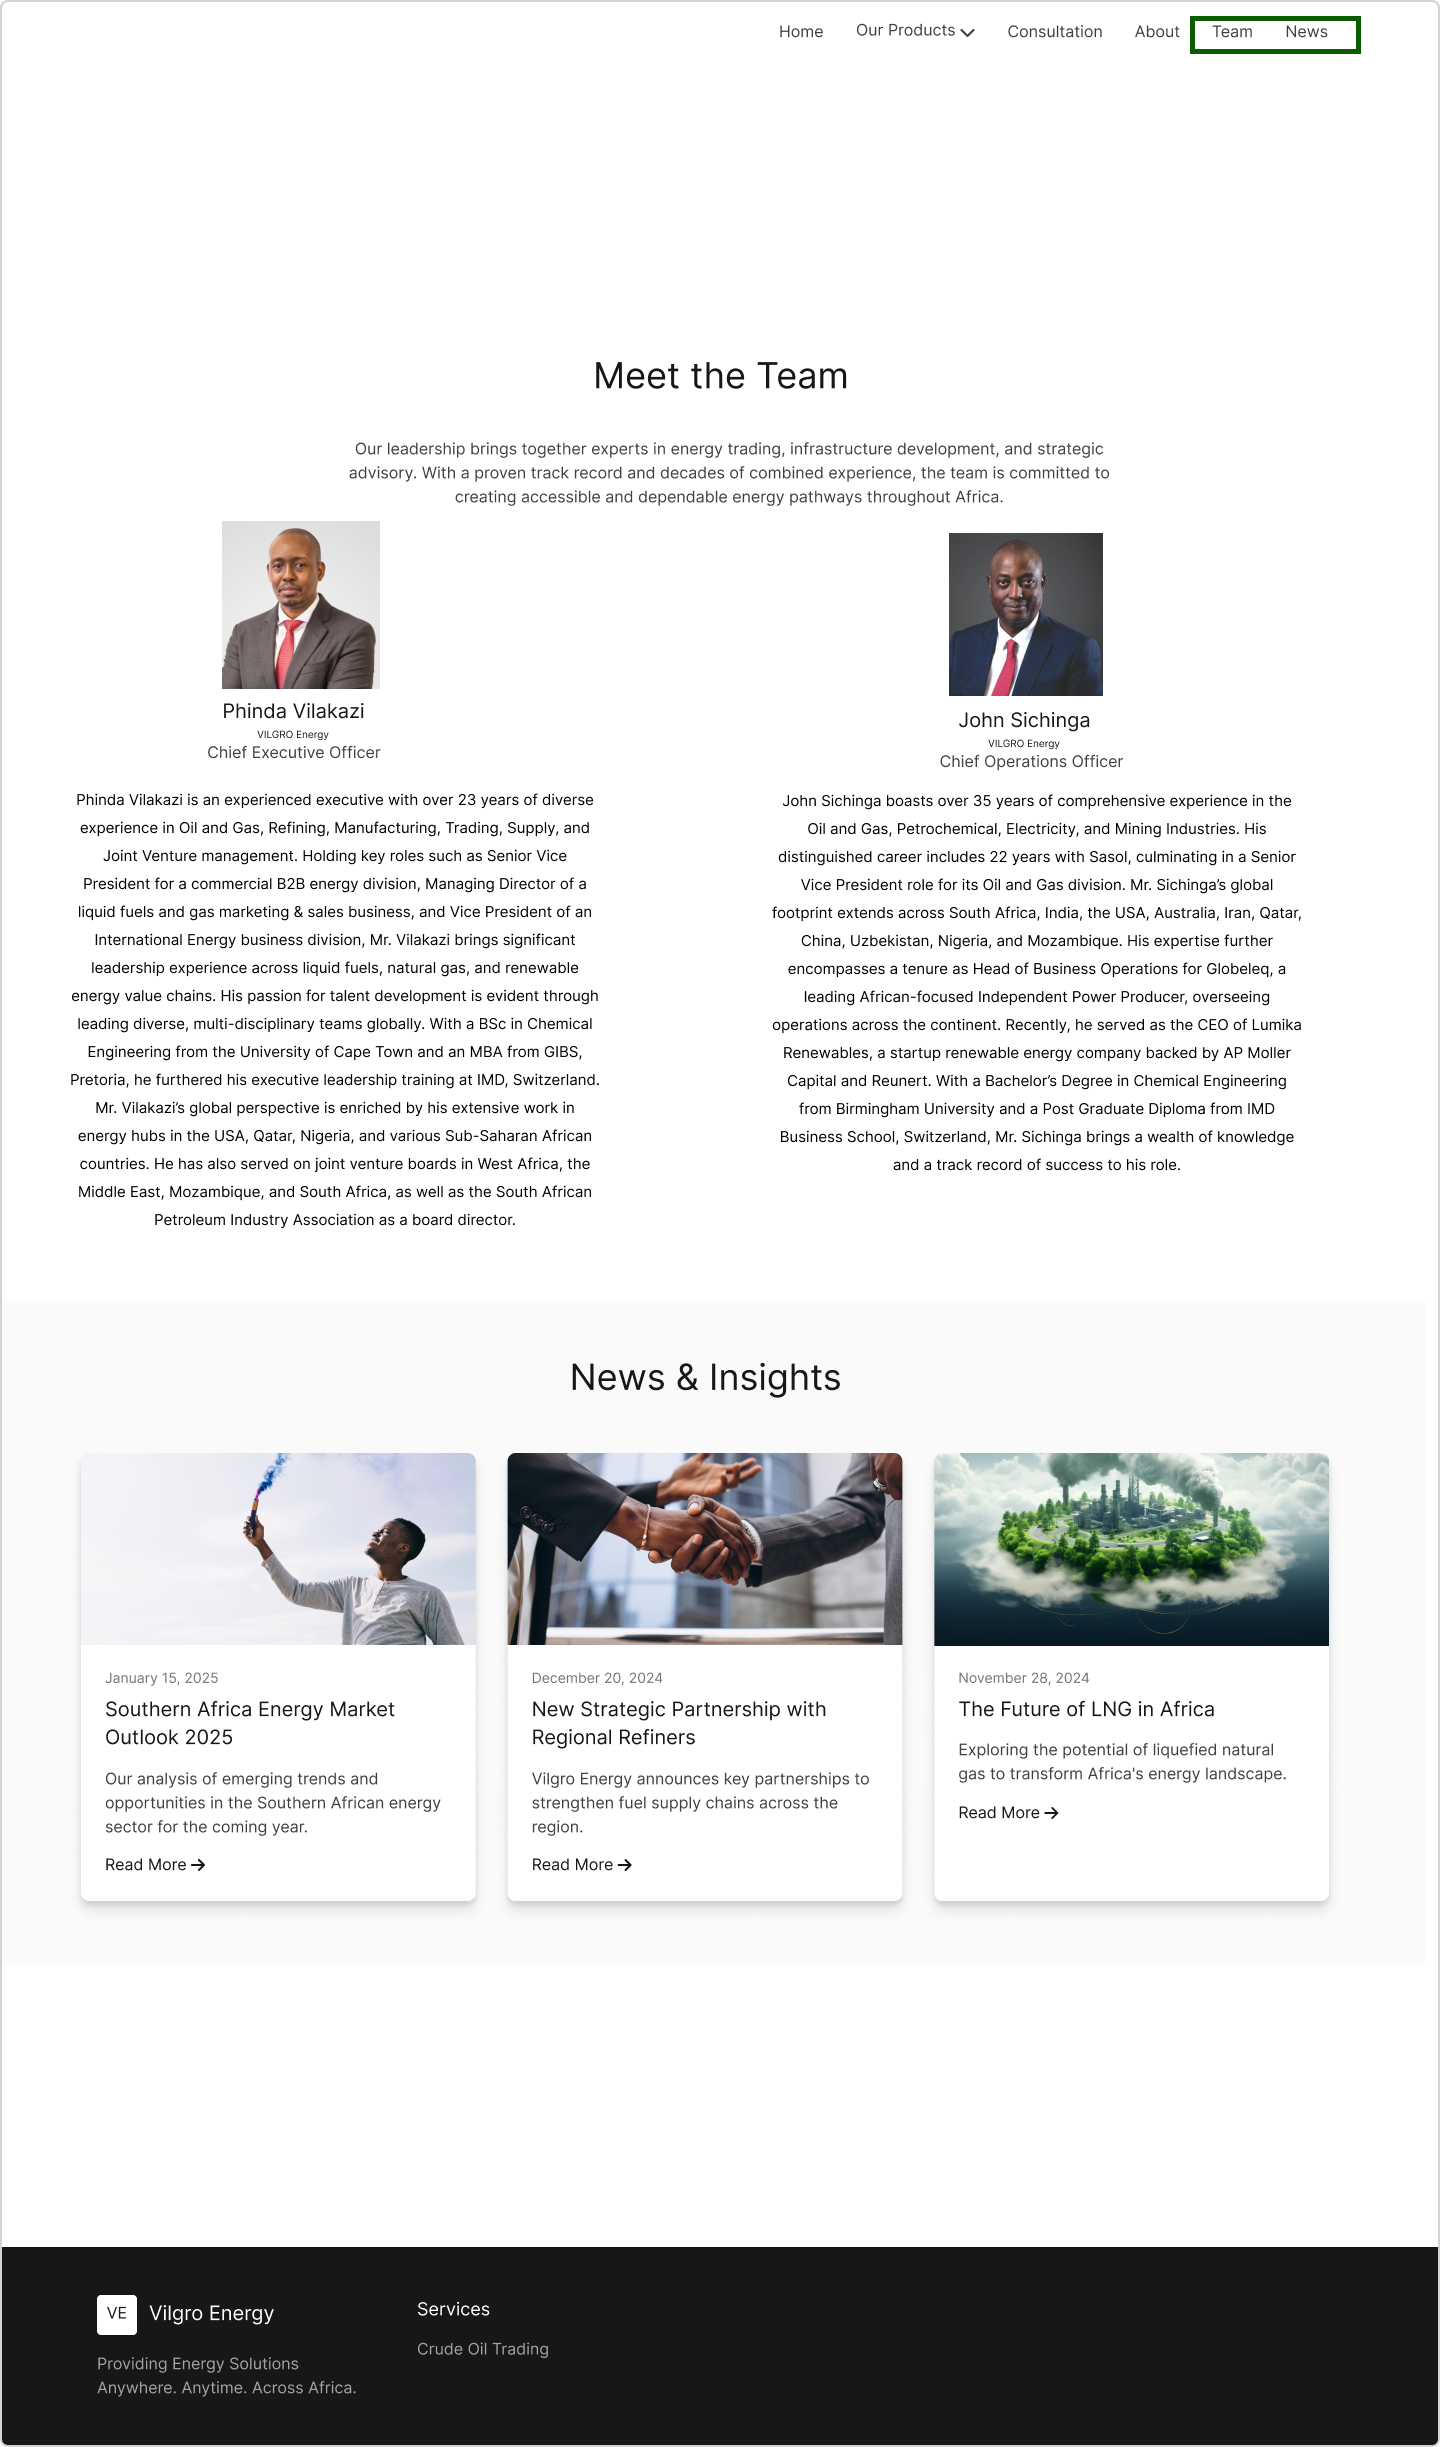 Home
Our Products
Consultation
About
Team
News
Meet the Team
Our leadership brings together experts in energy trading, infrastructure development, and strategic
advisory. With a proven track record and decades of combined experience, the team is committed to
creating accessible and dependable energy pathways throughout Africa.
Phinda Vilakazi
VILGRO Energy
Chief Executive Officer
Phinda Vilakazi is an experienced executive with over 23 years of diverse
experience in Oil and Gas, Refining, Manufacturing, Trading, Supply, and
Joint Venture management. Holding key roles such as Senior Vice
President for a commercial B2B energy division, Managing Director of a
liquid fuels and gas marketing & sales business, and Vice President of an
International Energy business division, Mr. Vilakazi brings significant
leadership experience across liquid fuels, natural gas, and renewable
energy value chains. His passion for talent development is evident through
leading diverse, multi-disciplinary teams globally. With a BSc in Chemical
Engineering from the University of Cape Town and an MBA from GIBS,
Pretoria, he furthered his executive leadership training at IMD, Switzerland.
Mr. Vilakazi’s global perspective is enriched by his extensive work in
energy hubs in the USA, Qatar, Nigeria, and various Sub-Saharan African
countries. He has also served on joint venture boards in West Africa, the
Middle East, Mozambique, and South Africa, as well as the South African
Petroleum Industry Association as a board director.
John Sichinga
VILGRO Energy
Chief Operations Officer
John Sichinga boasts over 35 years of comprehensive experience in the
Oil and Gas, Petrochemical, Electricity, and Mining Industries. His
distinguished career includes 22 years with Sasol, culminating in a Senior
Vice President role for its Oil and Gas division. Mr. Sichinga’s global
footprint extends across South Africa, India, the USA, Australia, Iran, Qatar,
China, Uzbekistan, Nigeria, and Mozambique. His expertise further
encompasses a tenure as Head of Business Operations for Globeleq, a
leading African-focused Independent Power Producer, overseeing
operations across the continent. Recently, he served as the CEO of Lumika
Renewables, a startup renewable energy company backed by AP Moller
Capital and Reunert. With a Bachelor’s Degree in Chemical Engineering
from Birmingham University and a Post Graduate Diploma from IMD
Business School, Switzerland, Mr. Sichinga brings a wealth of knowledge
and a track record of success to his role.
News & Insights
January 15, 2025
Southern Africa Energy Market
Outlook 2025
Our analysis of emerging trends and
opportunities in the Southern African energy
sector for the coming year.
Read More
December 20, 2024
New Strategic Partnership with
Regional Refiners
Vilgro Energy announces key partnerships to
strengthen fuel supply chains across the
region.
Read More
November 28, 2024
The Future of LNG in Africa
Exploring the potential of liquefied natural
gas to transform Africa's energy landscape.
Read More
VE
Vilgro Energy
Providing Energy Solutions
Anywhere. Anytime. Across Africa.
Services
Crude Oil Trading